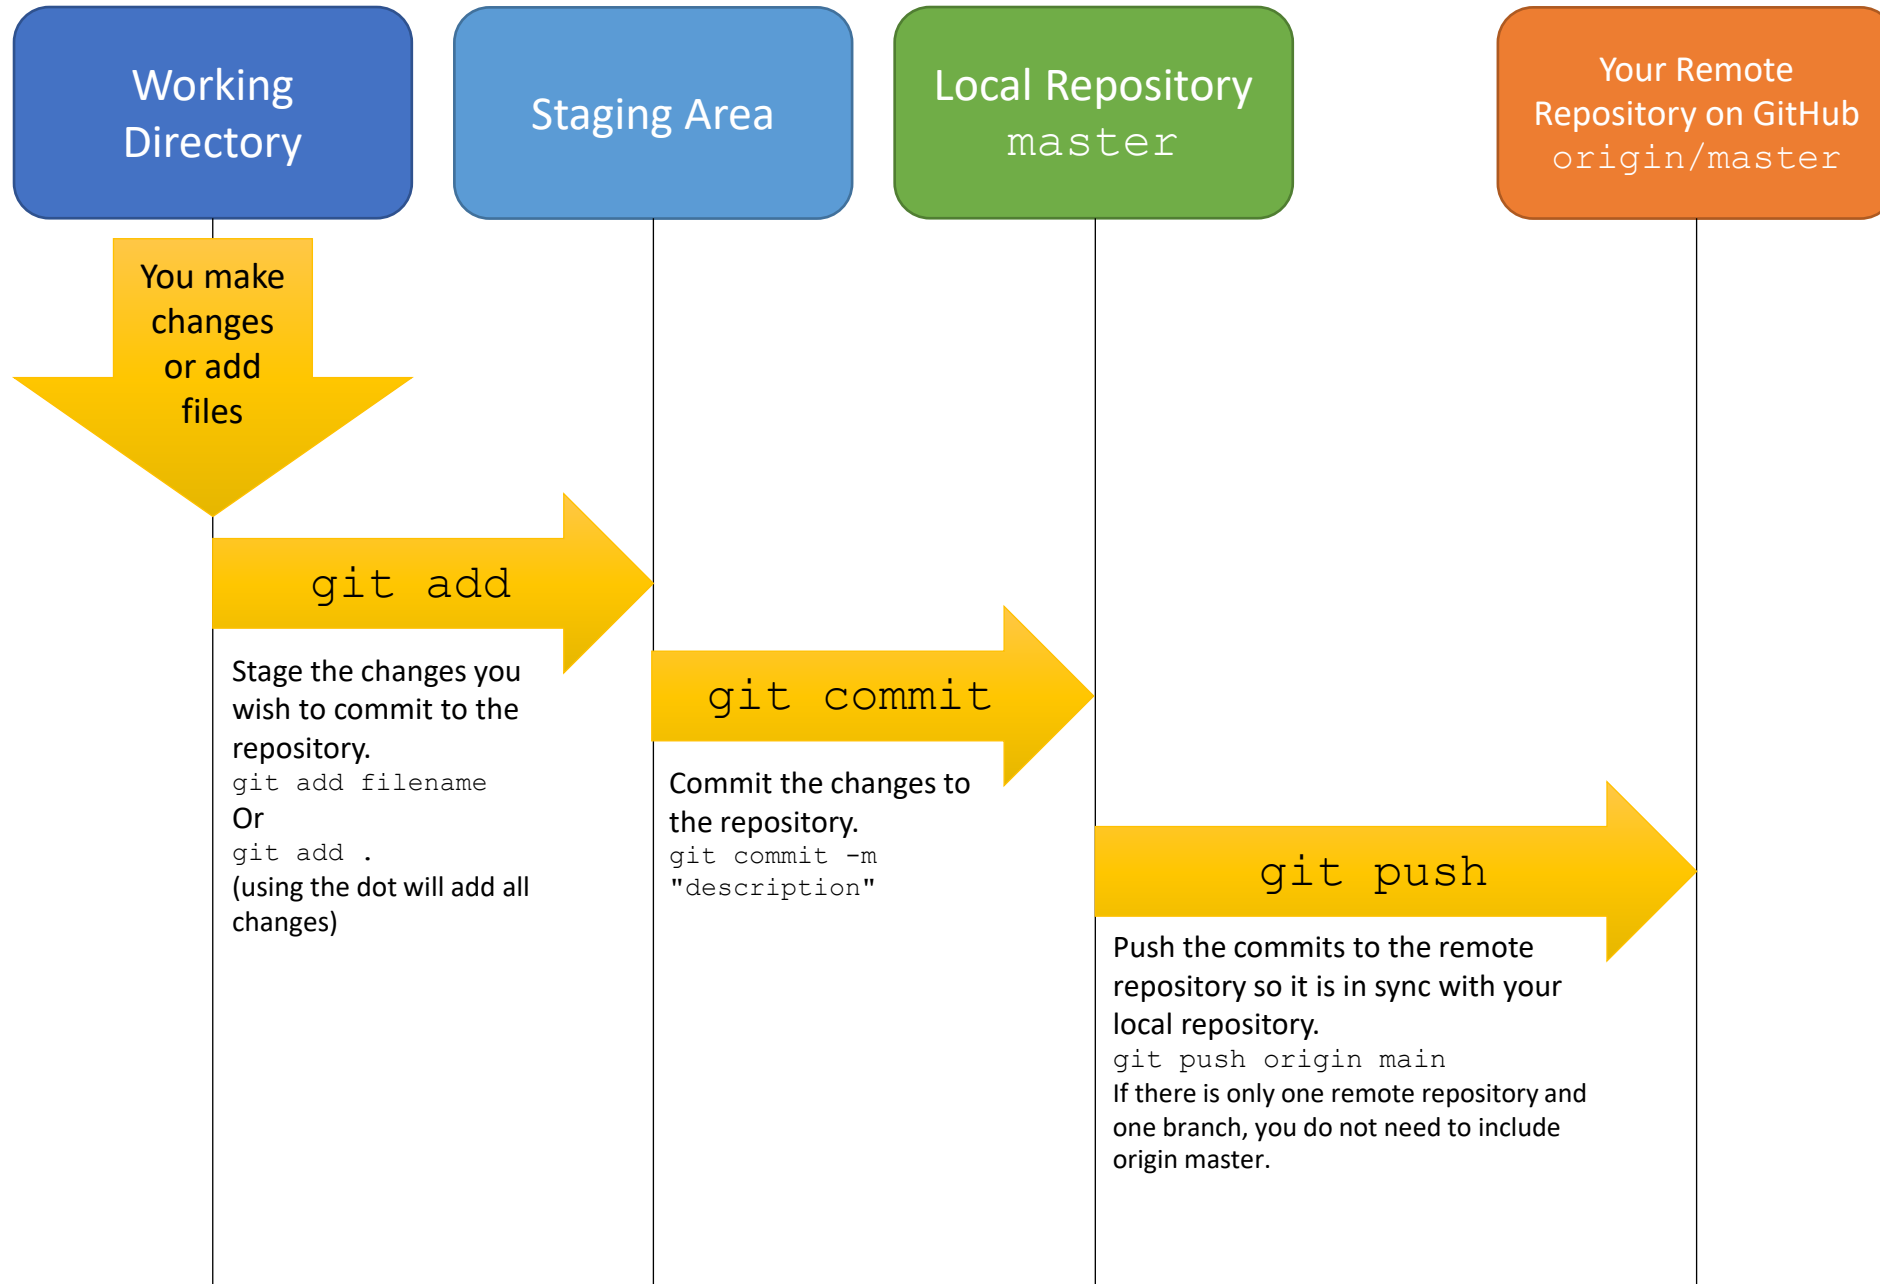 Working
Directory
Staging Area
Local Repository
master
Your Remote
Repository on GitHub
origin/master
You make
changes
or add
files
git add
Stage the changes you
wish to commit to the
repository.
git add filename
Or
git add .
(using the dot will add all
changes)
git commit
Commit the changes to
the repository.
git commit -m
"description"
git push
Push the commits to the remote
repository so it is in sync with your
local repository.
git push origin main
If there is only one remote repository and
one branch, you do not need to include
origin master.